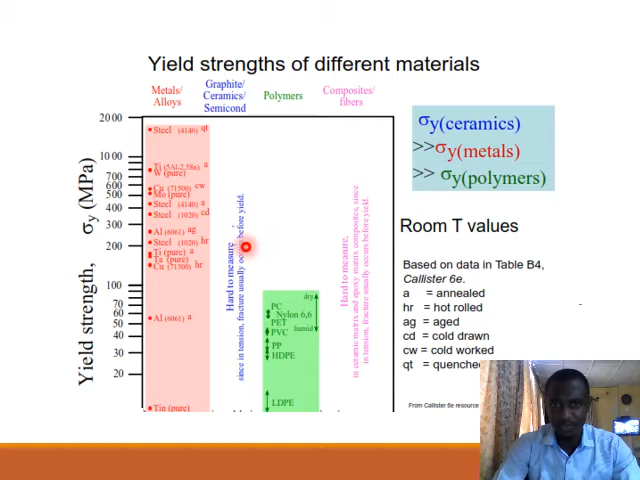 Yield strengths of different materials
Metals/
Alloys
Graphite/
Ceramics/
Semicond
Polymers
Composites/
fibers
Yield strength, σy (MPa)
2000
1000
700
600
500
400
300
200
100
70
60
50
40
30
20
Steel (4140) qt
Ti (5Al-2.5Sn) a
W (pure)
Cu (71500) cw
Mo (pure)
Steel (4140) a
Steel (1020) cd
Al (6061) ag
Steel (1020) hr
Ti (pure) a
Ta (pure)
Cu (71500) hr
Al (6061) a
Tin (pure)
Hard to measure,
since in tension, fracture usually occurs before yield.
dry
PC
Nylon 6,6
PET
humid
PVC
PP
HDPE
LDPE
Hard to measure,
in ceramic matrix and epoxy matrix composites, since
in tension, fracture usually occurs before yield.
σy(ceramics)
>>σy(metals)
>> σy(polymers)
Room T values
Based on data in Table B4,
Callister 6e.
a = annealed
hr = hot rolled
ag = aged
cd = cold drawn
cw = cold worked
qt = quenched
From Callister 6e resource